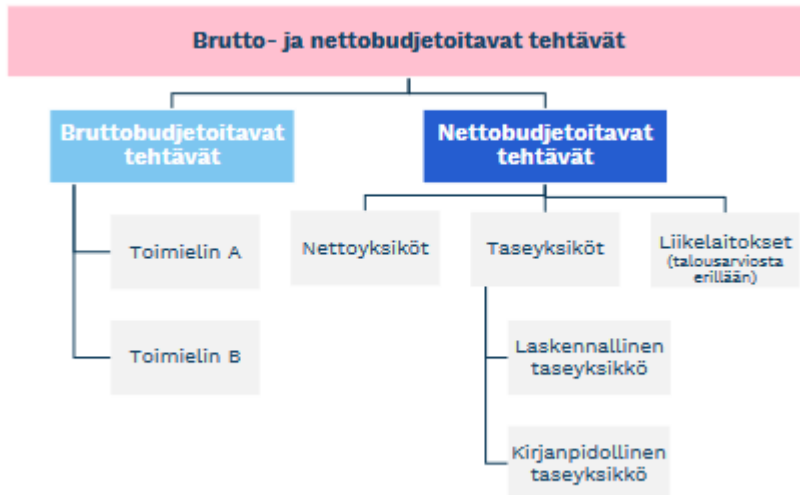 Brutto- ja nettobudjetoitavat tehtävät
Bruttobudjetoitavat
tehtävät
Nettobudjetoitavat
tehtävät
Toimielin A
Toimielin B
Nettoyksiköt
Taseyksiköt
Liikelaitokset
(talousarviosta
erillään)
Laskennallinen
taseyksikkö
Kirjanpidollinen
taseyksikkö